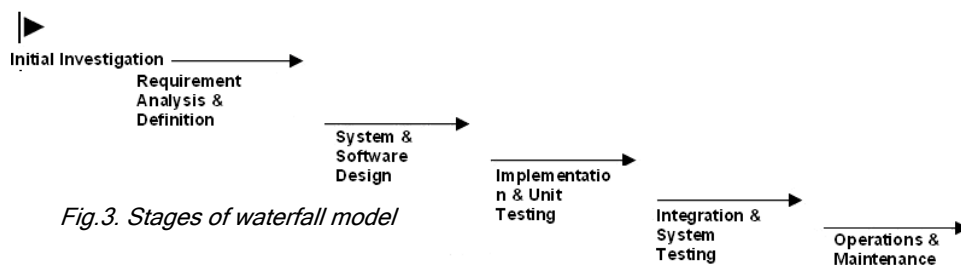 Initial Investigation
Requirement
Analysis &
Definition
System &
Software
Design
Implementatio
n & Unit
Testing
Fig.3. Stages of waterfall model
Integration &
System
Testing
Operations &
Maintenance